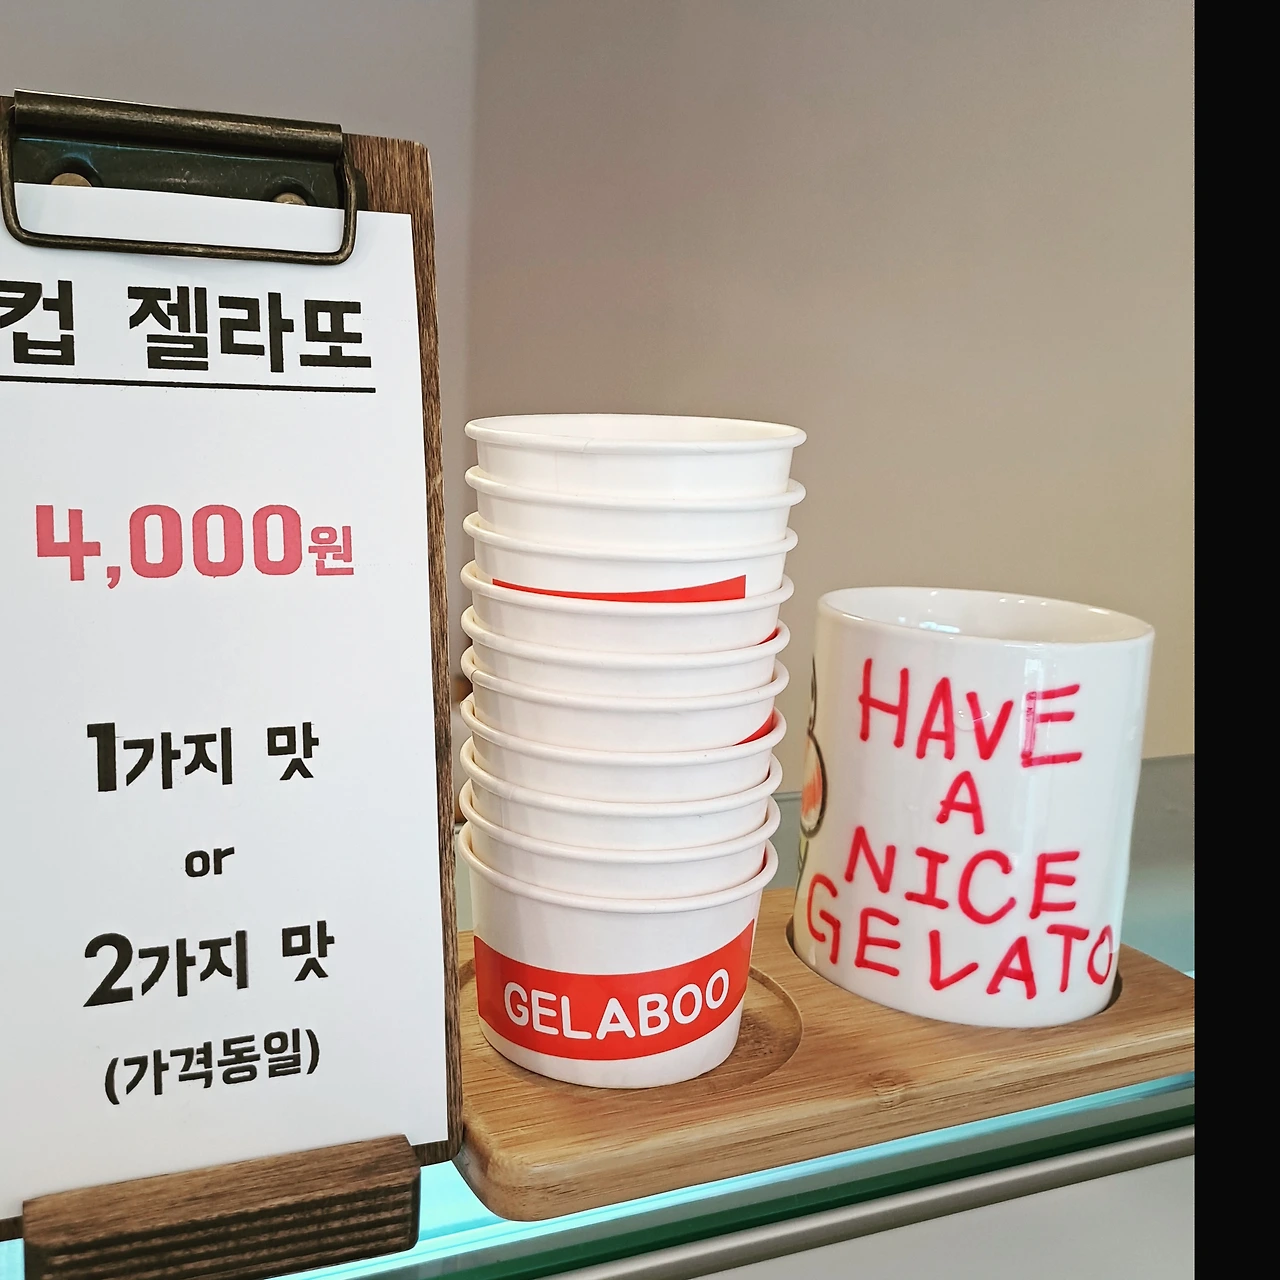 컵 젤라또
4,000원
1가지 맛
or
2가지 맛
(가격동일)
GELABOO
HAVE
A
NICE
GELATO